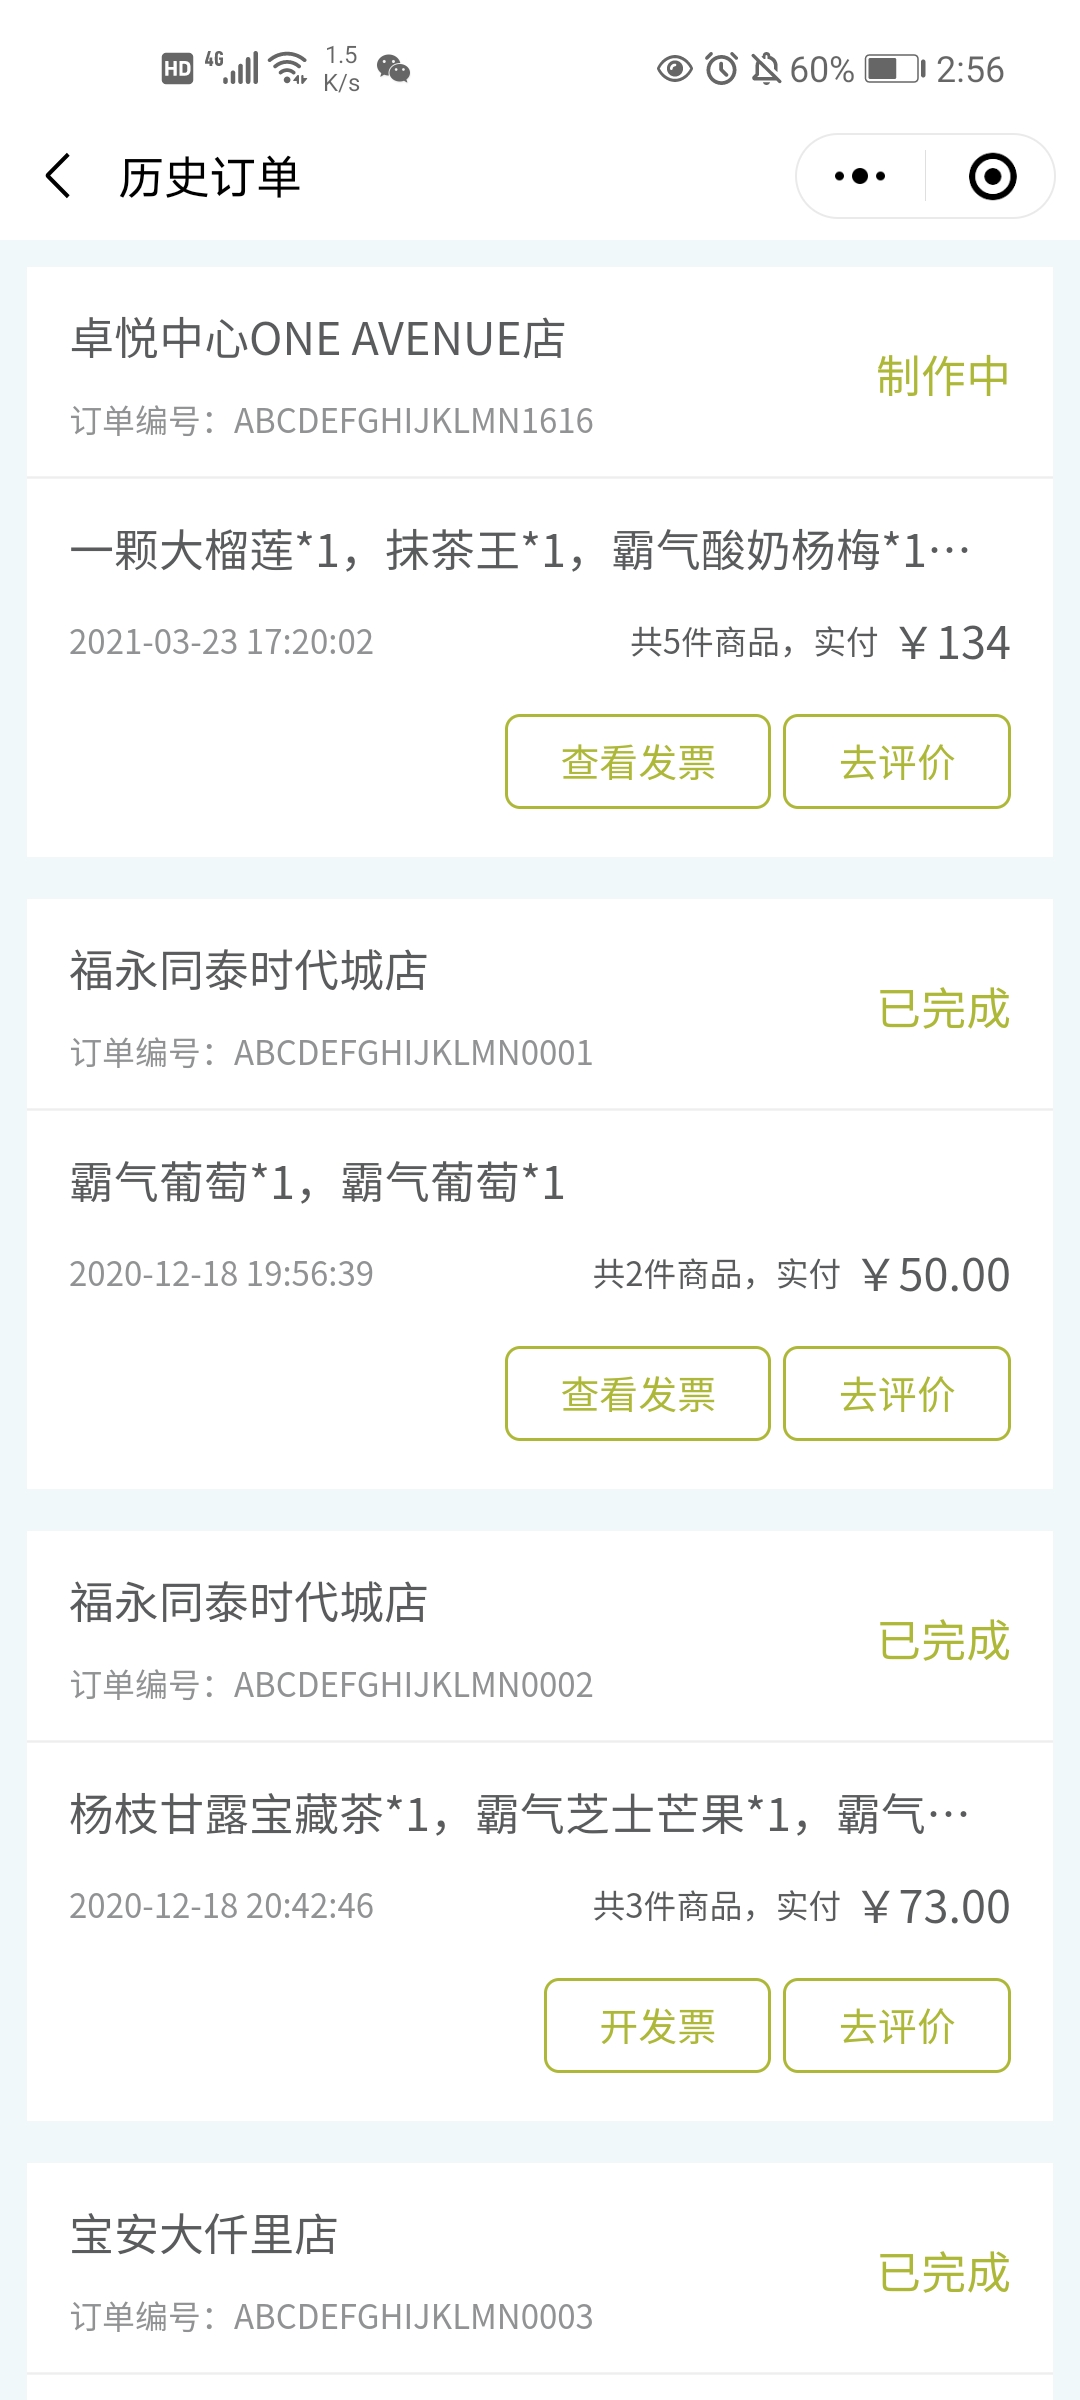 HD 4G 1.5 K/s 60% 2:56
历史订单
卓悦中心ONE AVENUE店
制作中
订单编号：ABCDEFGHIJKLMN1616
一颗大榴莲*1，抹茶王*1，霸气酸奶杨梅*1···
2021-03-23 17:20:02 共5件商品，实付 ￥134
查看发票 去评价
福永同泰时代城店
已完成
订单编号：ABCDEFGHIJKLMN0001
霸气葡萄*1，霸气葡萄*1
2020-12-18 19:56:39 共2件商品，实付 ￥50.00
查看发票 去评价
福永同泰时代城店
已完成
订单编号：ABCDEFGHIJKLMN0002
杨枝甘露宝藏茶*1，霸气芝士芒果*1，霸气···
2020-12-18 20:42:46 共3件商品，实付 ￥73.00
开发票 去评价
宝安大仟里店
已完成
订单编号：ABCDEFGHIJKLMN0003